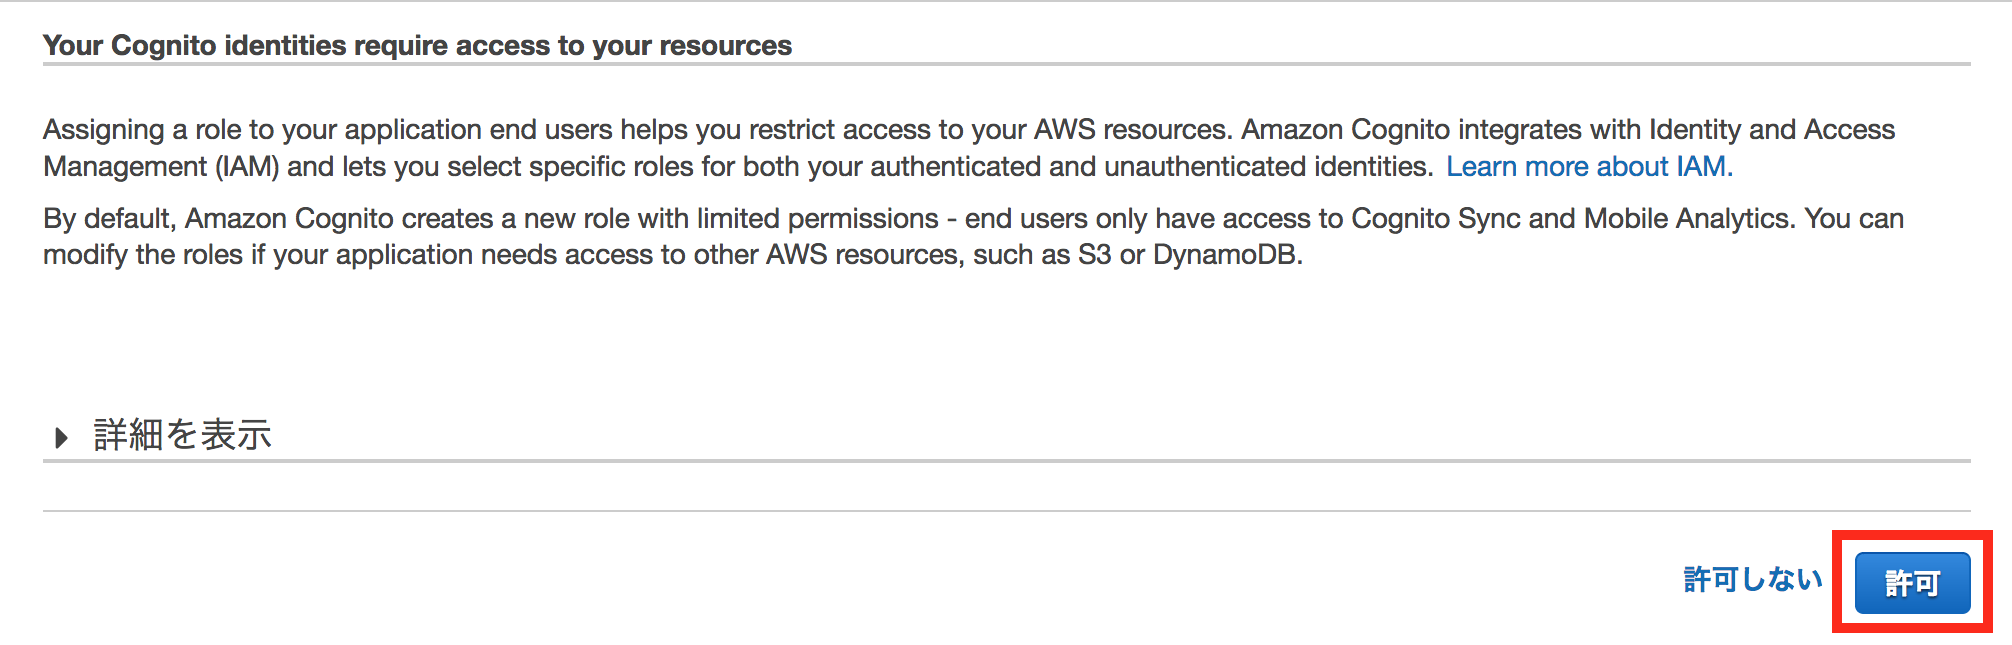 Your Cognito identities require access to your resources
Assigning a role to your application end users helps you restrict access to your AWS resources. Amazon Cognito integrates with Identity and Access
Management (IAM) and lets you select specific roles for both your authenticated and unauthenticated identities. Learn more about IAM.
By default, Amazon Cognito creates a new role with limited permissions - end users only have access to Cognito Sync and Mobile Analytics. You can
modify the roles if your application needs access to other AWS resources, such as S3 or DynamoDB.
詳細を表示
許可しない 許可